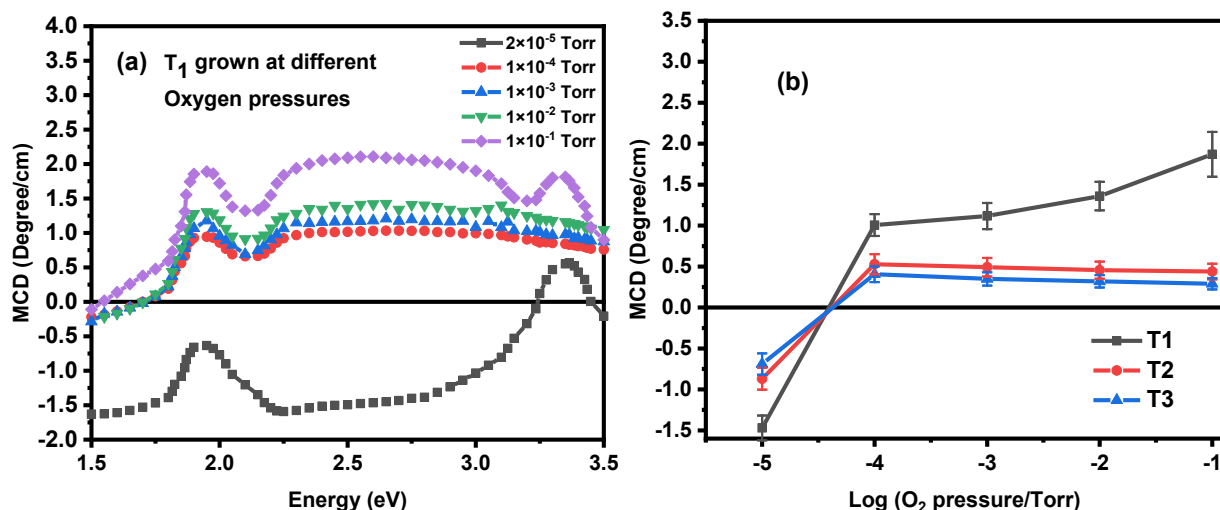 (a) T1 grown at different
Oxygen pressures
2×10-5 Torr
1×10-4 Torr
1×10-3 Torr
1×10-2 Torr
1×10-1 Torr
MCD (Degree/cm)
4.0
3.5
3.0
2.5
2.0
1.5
1.0
0.5
0.0
-0.5
-1.0
-1.5
-2.0
1.5 2.0 2.5 3.0 3.5
Energy (eV)
(b)
MCD (Degree/cm)
3.5
3.0
2.5
2.0
1.5
1.0
0.5
0.0
-0.5
-1.0
-1.5
T1
T2
T3
-5 -4 -3 -2 -1
Log (O2 pressure/Torr)